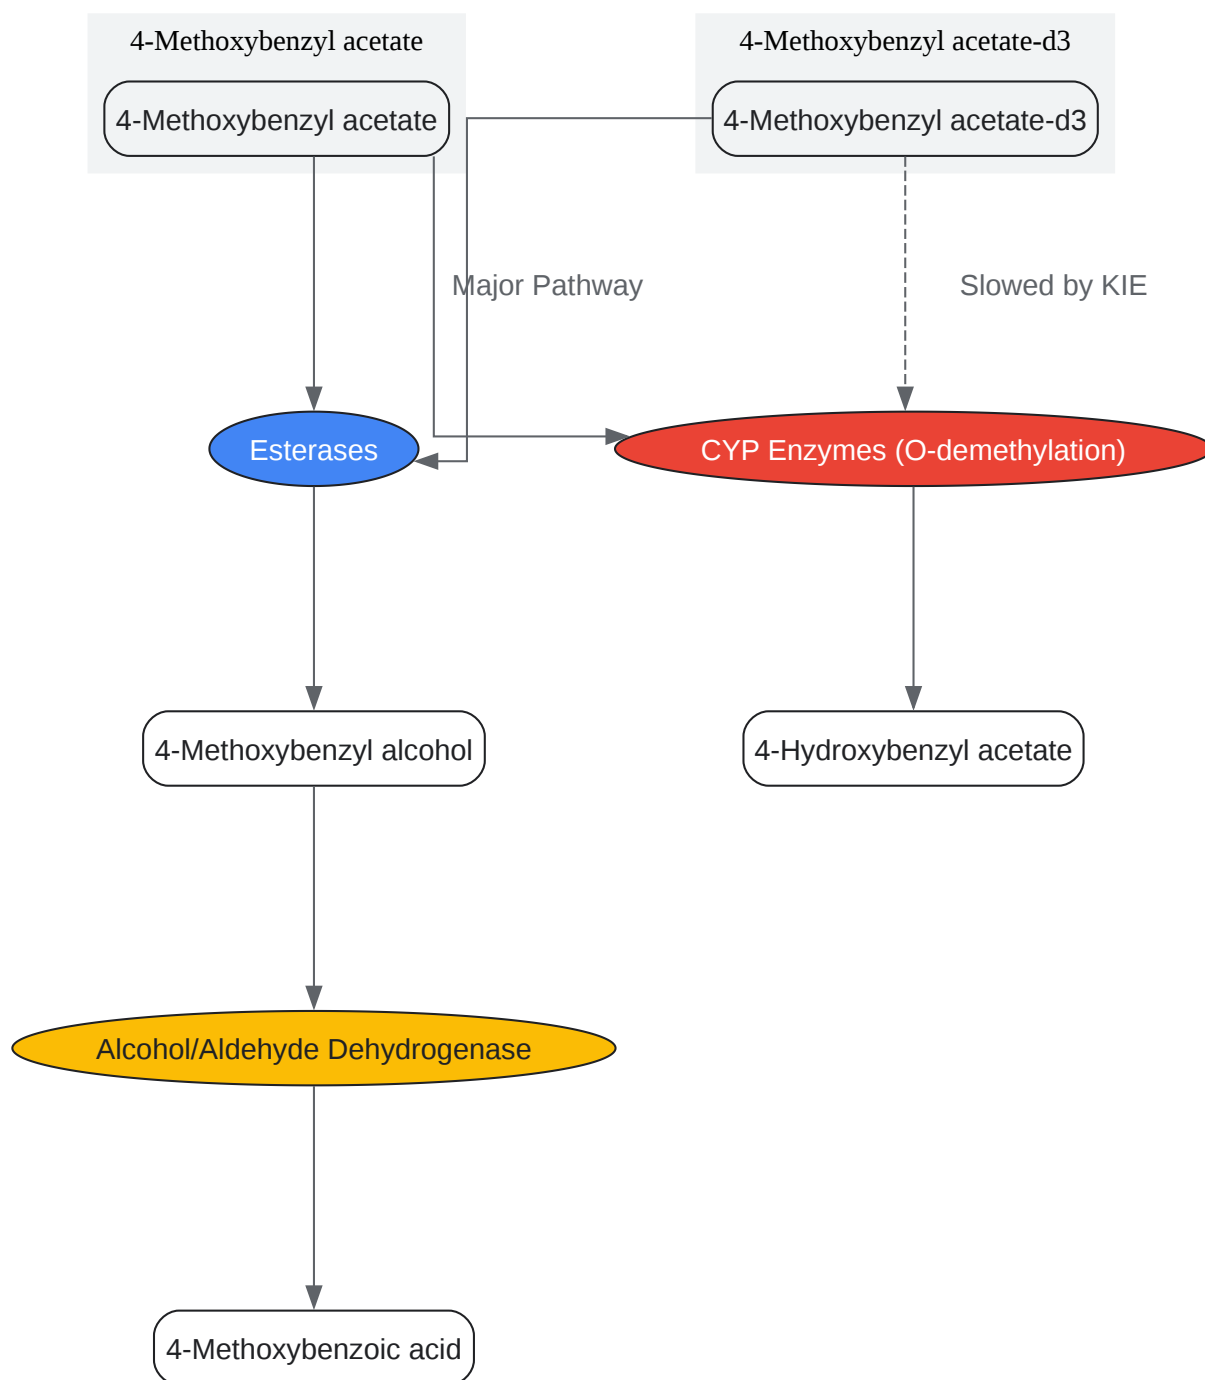 4-Methoxybenzyl acetate
4-Methoxybenzyl acetate-d3
4-Methoxybenzyl acetate
4-Methoxybenzyl acetate-d3
Major Pathway
Slowed by KIE
Esterases
CYP Enzymes (O-demethylation)
4-Methoxybenzyl alcohol
4-Hydroxybenzyl acetate
Alcohol/Aldehyde Dehydrogenase
4-Methoxybenzoic acid